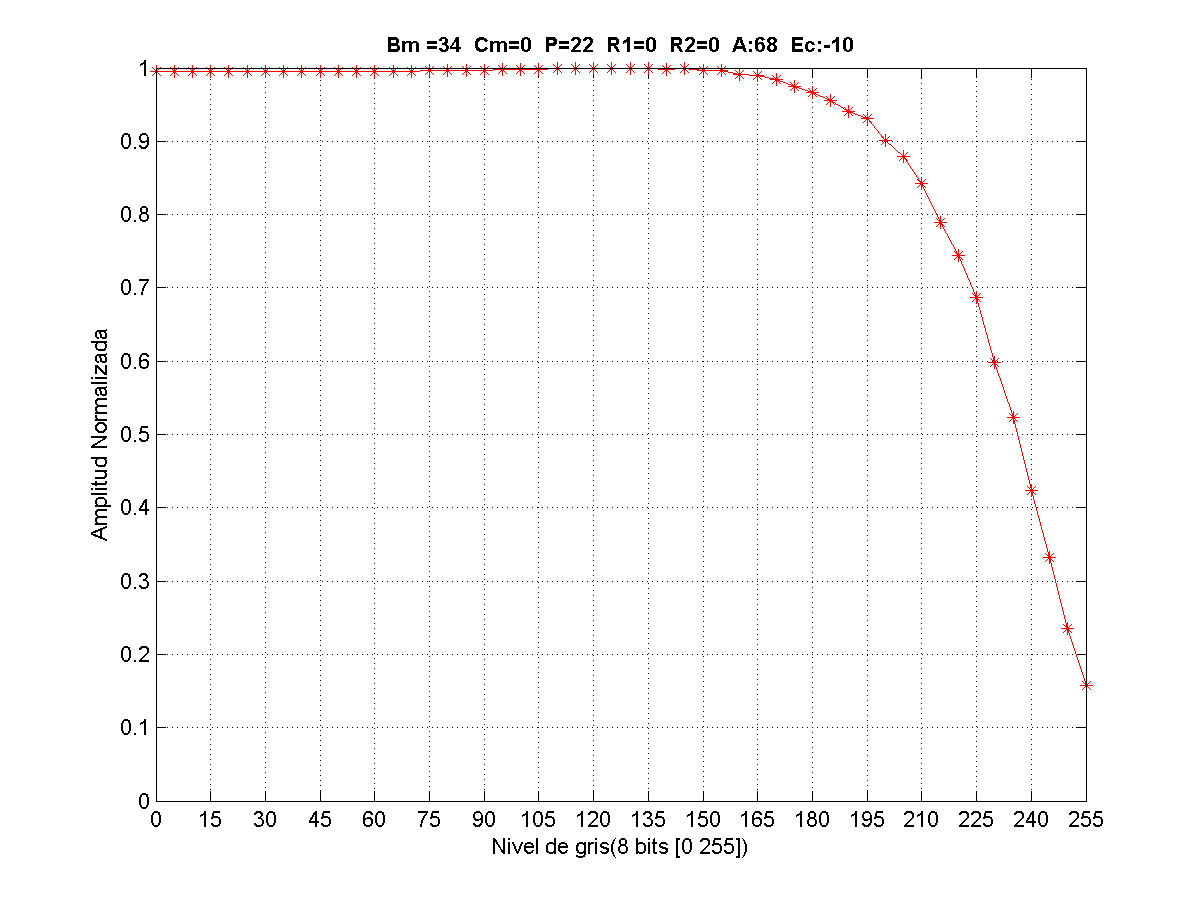 Bm =34 Cm=0 P=22 R1=0 R2=0 A:68 Ec:-10
1
0.9
0.8
0.7
0.6
0.5
0.4
0.3
0.2
0.1
0
Amplitud Normalizada
0 15 30 45 60 75 90 105 120 135 150 165 180 195 210 225 240 255
Nivel de gris(8 bits [0 255])